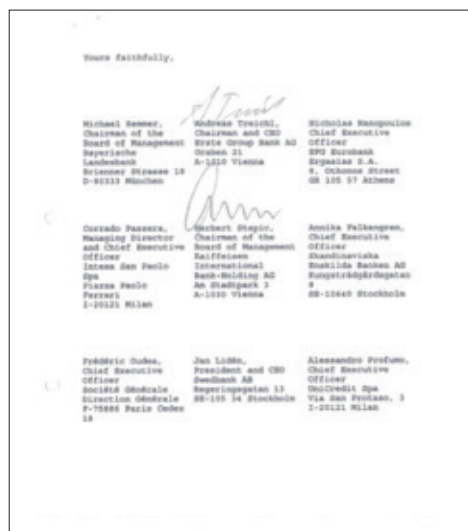 Yours faithfully,
Michael Kemmer,
Chairman of the
Board of Management
Bayerische
Landesbank
Brienner Strasse 18
D-80333 München
Andreas Treichl,
Chairman and CEO
Erste Group Bank AG
Graben 21
A-1010 Vienna
Nicholas Nanopoulos
Chief Executive
Officer
EFG Eurobank
Ergasias S.A.
8, Othonos Street
GR 105 57 Athens
Corrado Passera,
Managing Director
and Chief Executive
Officer
Intesa San Paolo
Spa
Piazza Paolo
Ferrari
I-20121 Milan
Herbert Stepic,
Chairman of the
Board of Management
Raiffeisen
International
Bank-Holding AG
Am Stadtpark 3
A-1030 Vienna
Annika Falkengren,
Chief Executive
Officer
Skandinaviska
Enskilda Banken AG
Kungsträdgårdsgatan
8
SE-10640 Stockholm
Frédéric Oudea,
Chief Executive
Officer
Société Générale
Direction Générale
F-75886 Paris Cedex
18
Jan Lidén,
President and CEO
Swedbank AB
Regeringsgatan 13
SE-105 34 Stockholm
Alessandro Profumo,
Chief Executive
Officer
UniCredit Spa
Via San Protaso, 3
I-20121 Milan